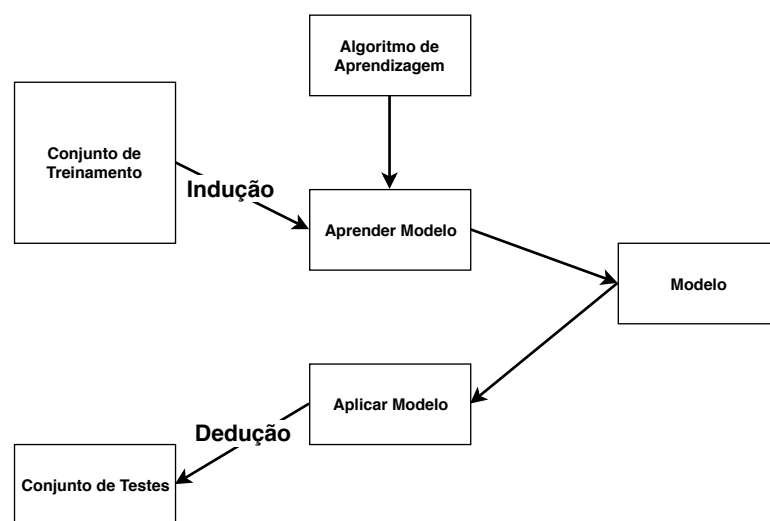 Algoritmo de
Aprendizagem
Conjunto de
Treinamento
Indução
Aprender Modelo
Modelo
Aplicar Modelo
Dedução
Conjunto de Testes